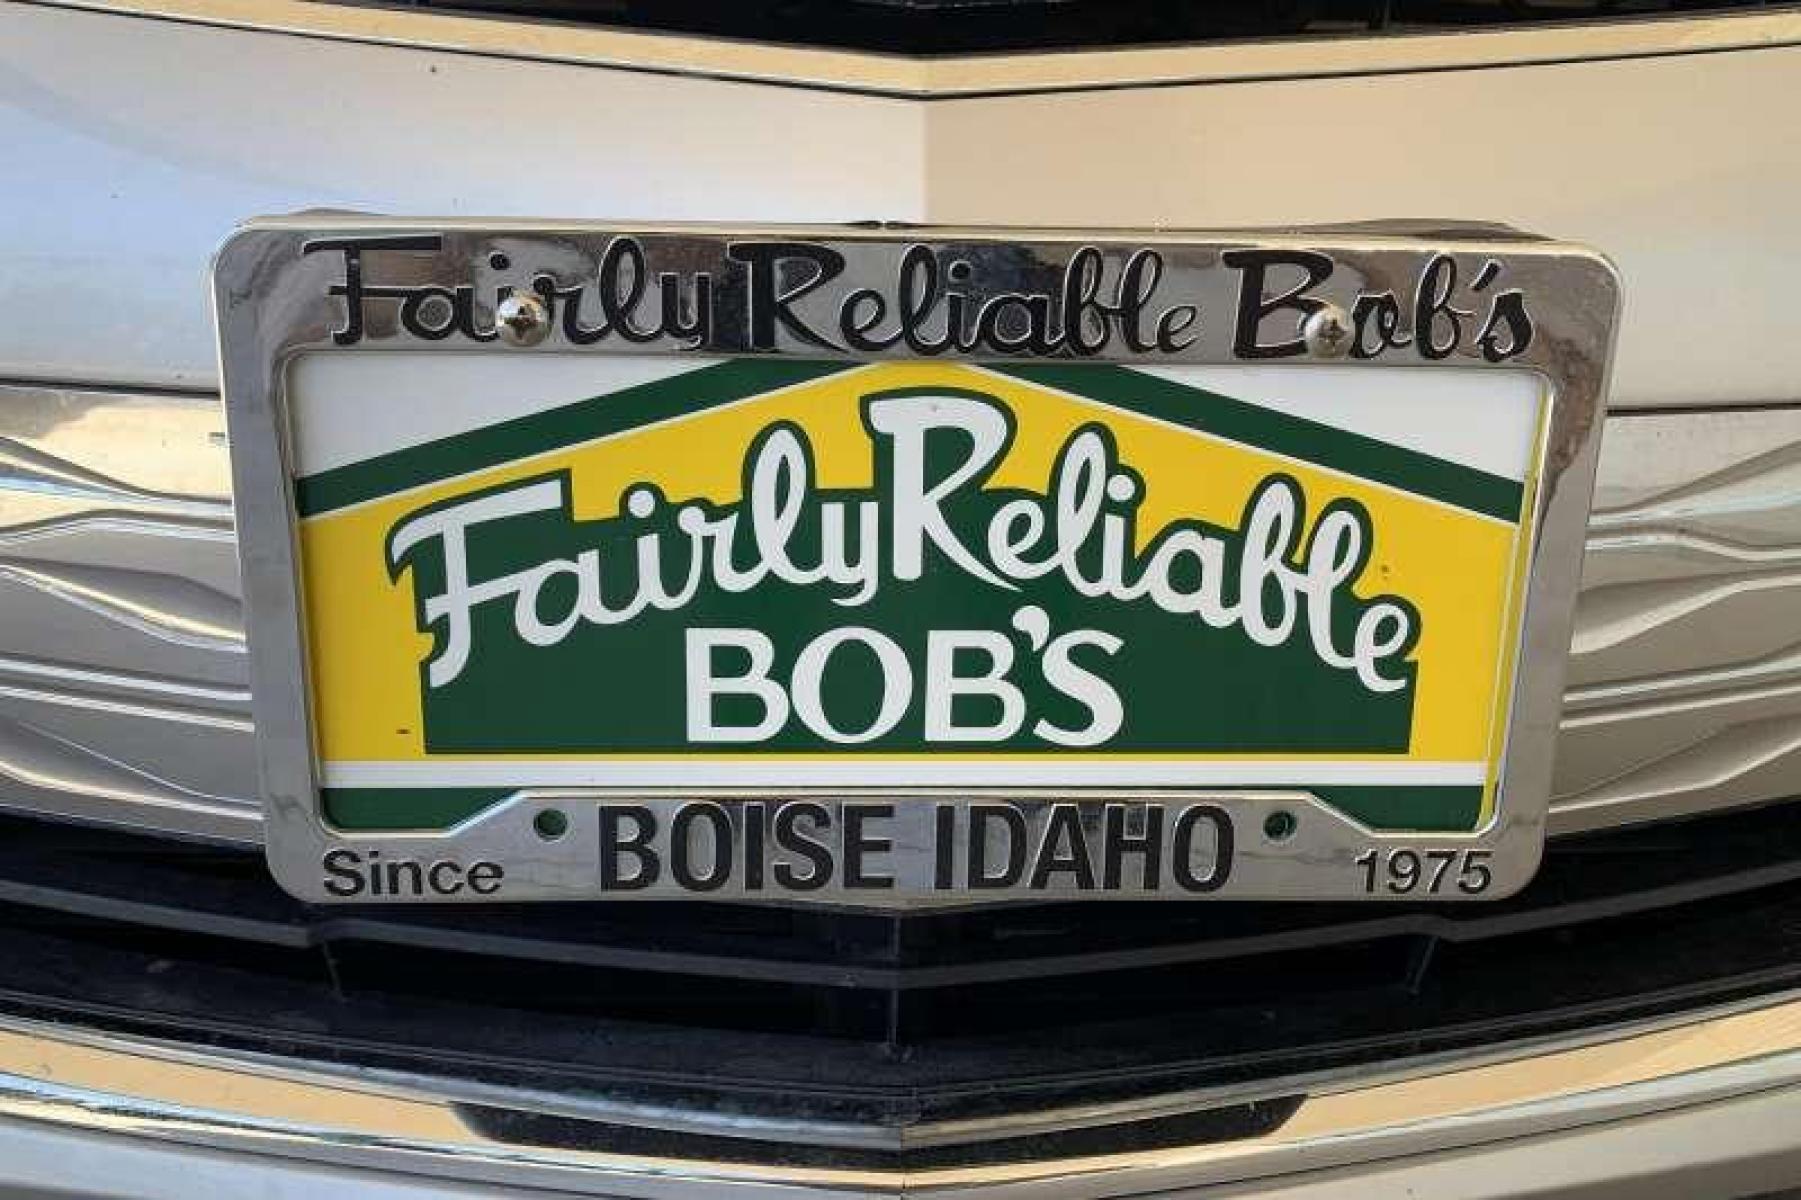 Fairly Reliable Bob's
Fairly Reliable
BOB'S
Since BOISE IDAHO 1975